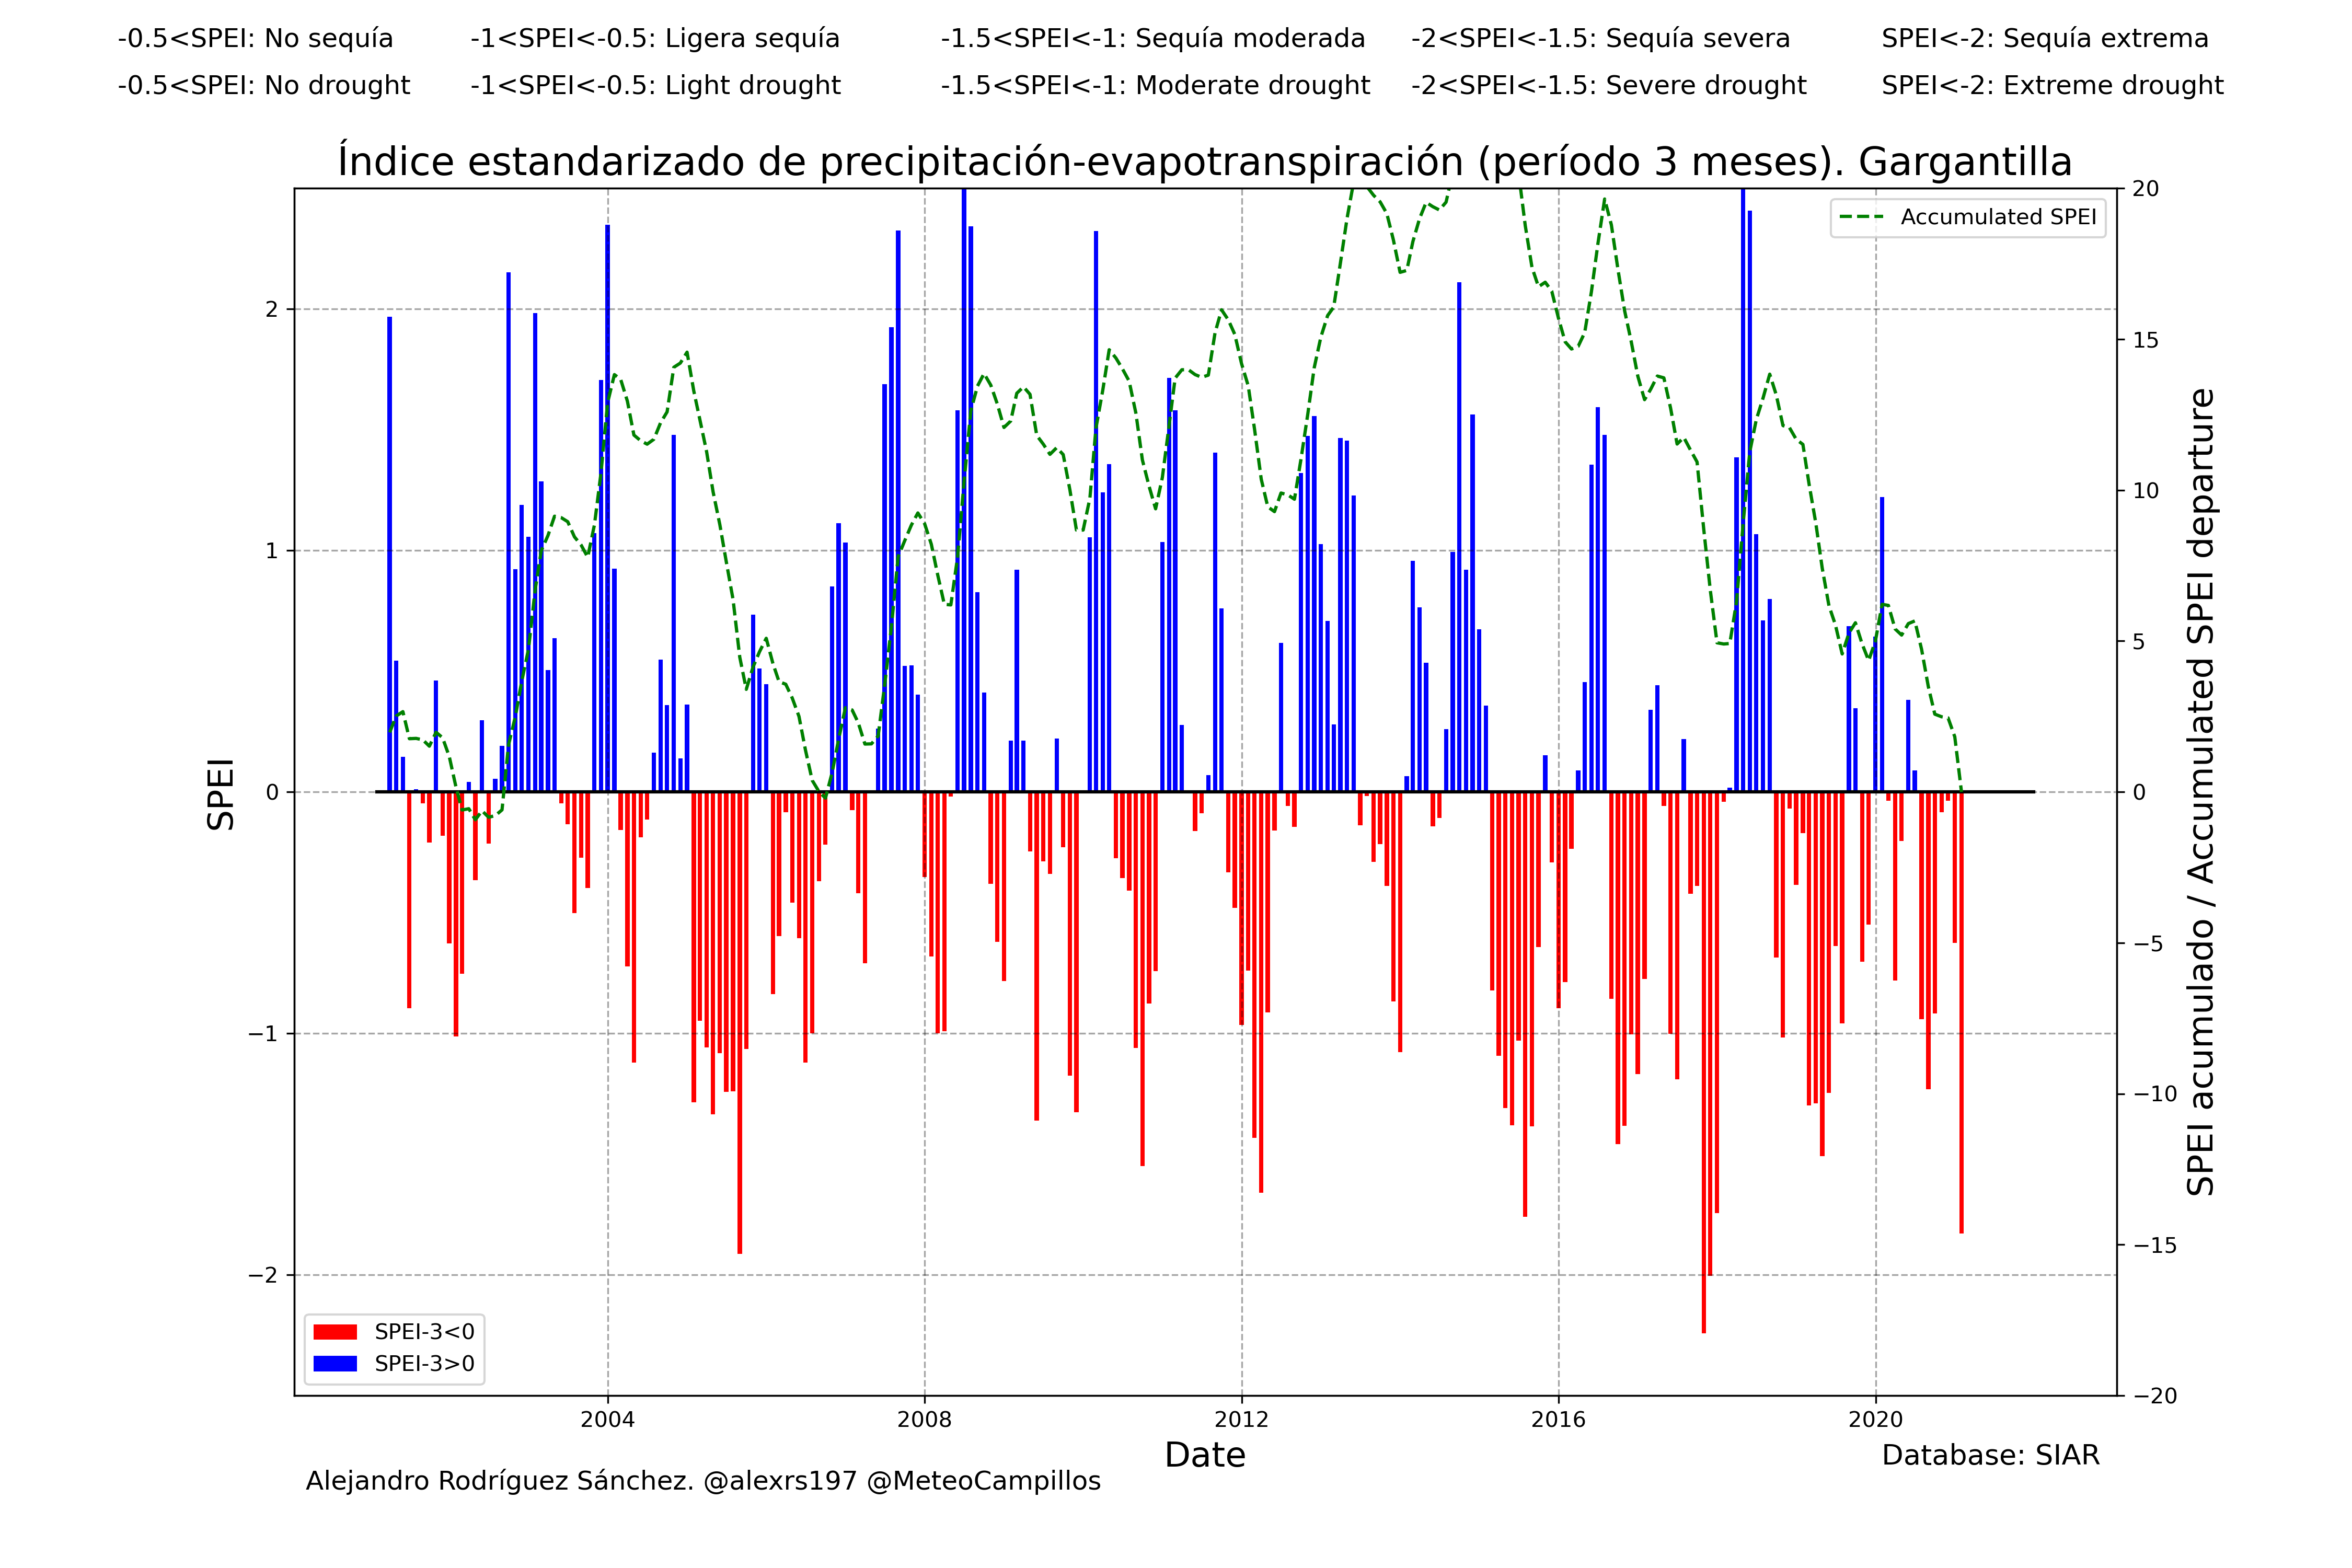 -0.5<SPEI: No sequía -1<SPEI<-0.5: Ligera sequía -1.5<SPEI<-1: Sequía moderada -2<SPEI<-1.5: Sequía severa SPEI<-2: Sequía extrema
-0.5<SPEI: No drought -1<SPEI<-0.5: Light drought -1.5<SPEI<-1: Moderate drought -2<SPEI<-1.5: Severe drought SPEI<-2: Extreme drought
Índice estandarizado de precipitación-evapotranspiración (período 3 meses). Gargantilla
Accumulated SPEI
SPEI
2
1
0
−1
−2
20
15
10
5
0
−5
−10
−15
−20
SPEI acumulado / Accumulated SPEI departure
SPEI-3<0
SPEI-3>0
2004 2008 2012 2016 2020
Date
Database: SIAR
Alejandro Rodríguez Sánchez. @alexrs197 @MeteoCampillos